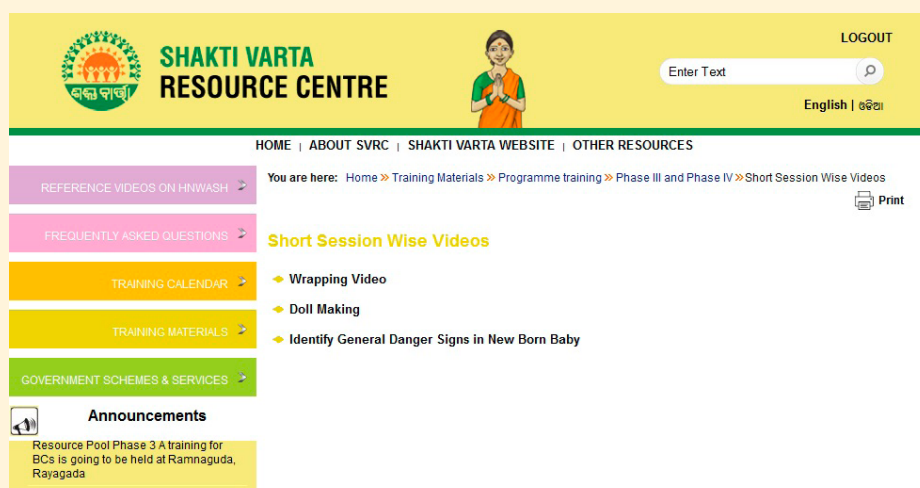 ଶକ୍ତି ବାର୍ତ୍ତା
SHAKTI VARTA
RESOURCE CENTRE
LOGOUT
Enter Text
English | ଓଡିଆ
HOME | ABOUT SVRC | SHAKTI VARTA WEBSITE | OTHER RESOURCES
REFERENCE VIDEOS ON HNWASH
FREQUENTLY ASKED QUESTIONS
TRAINING CALENDAR
TRAINING MATERIALS
GOVERNMENT SCHEMES & SERVICES
Announcements
Resource Pool Phase 3 A training for
BCs is going to be held at Ramnaguda,
Rayagada
You are here: Home » Training Materials » Programme training » Phase III and Phase IV » Short Session Wise Videos
Print
Short Session Wise Videos
Wrapping Video
Doll Making
Identify General Danger Signs in New Born Baby